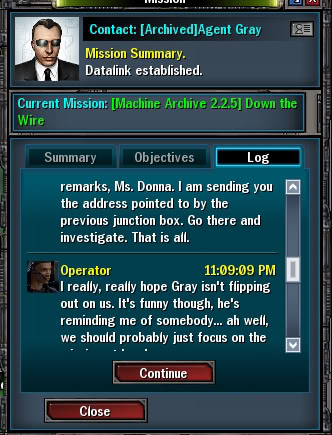 Mission
Contact: [Archived]Agent Gray
Mission Summary.
Datalink established.
Current Mission: [Machine Archive 2.2.5] Down the
Wire
Summary
Objectives
Log
remarks, Ms. Donna. I am sending you
the address pointed to by the
previous junction box. Go there and
investigate. That is all.
Operator 11:09:09 PM
I really, really hope Gray isn't flipping
out on us. It's funny though, he's
reminding me of somebody... ah well,
we should probably just focus on the
Continue
Close